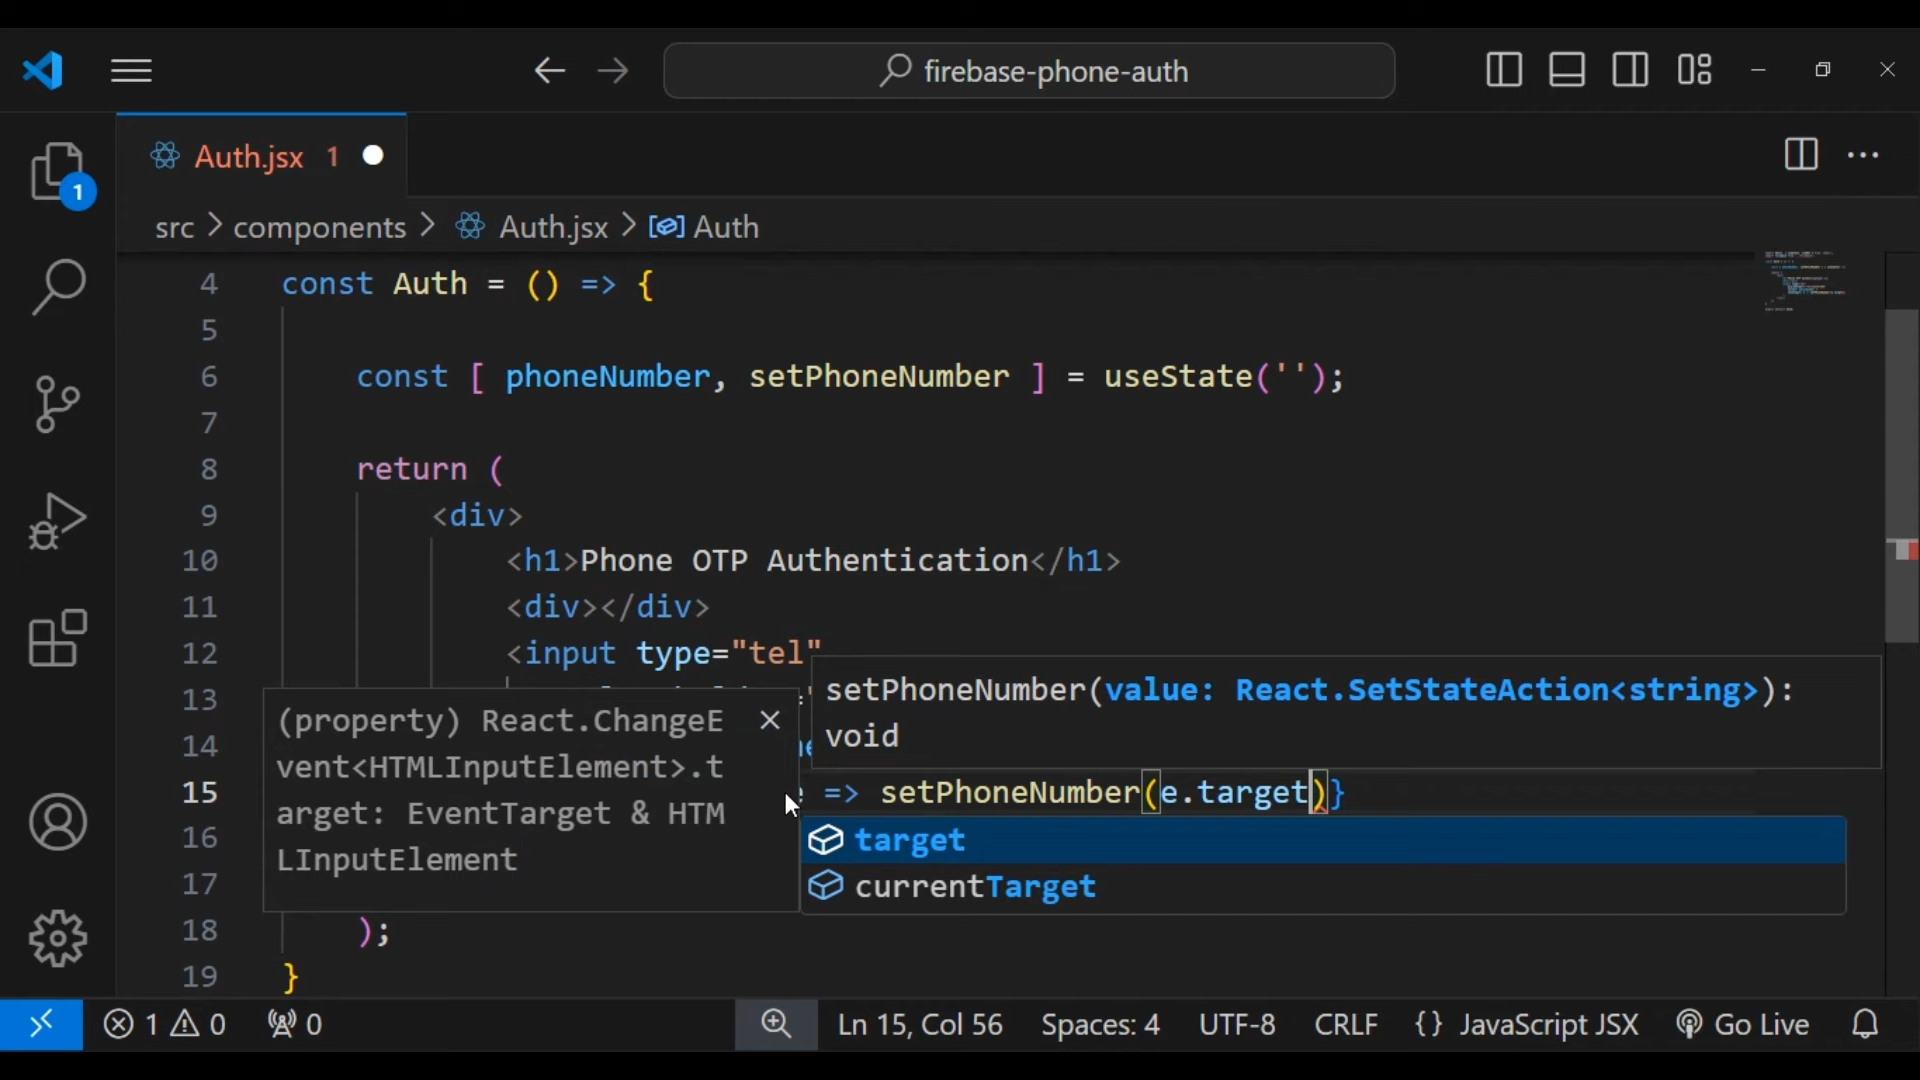 firebase-phone-auth
Auth.jsx 1
src > components > Auth.jsx > Auth
4 const Auth = () => {
5
6 const [ phoneNumber, setPhoneNumber ] = useState('');
7
8 return (
9 <div>
10 <h1>Phone OTP Authentication</h1>
11 <div></div>
12 <input type="tel"
13
setPhoneNumber(value: React.SetStateAction<string>):
void
(property) React.ChangeE
vent<HTMLInputElement>.t
arget: EventTarget & HTM
LInputElement
14
15 => setPhoneNumber(e.target)}
target
currentTarget
16
17
18 );
19 }
1
1 0 0 Ln 15, Col 56 Spaces: 4 UTF-8 CRLF {} JavaScript JSX Go Live